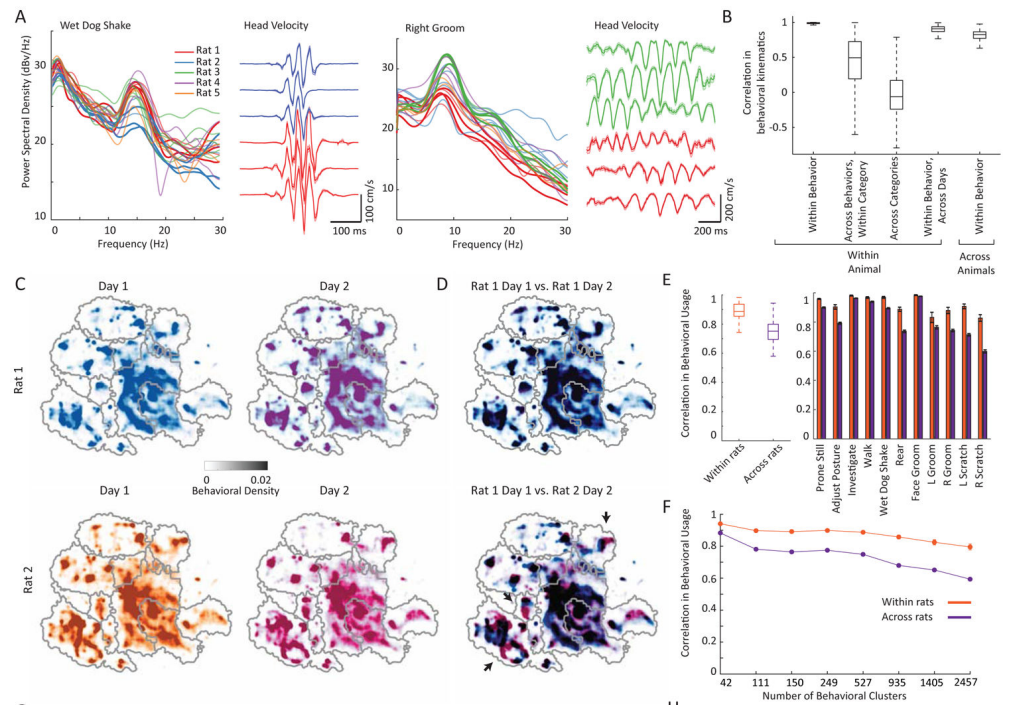 A
Wet Dog Shake
Head Velocity
Right Groom
Head Velocity
B
Power Spectral Density (dBv/Hz)
30
20
10
Rat 1
Rat 2
Rat 3
Rat 4
Rat 5
0 10 20 30
Frequency (Hz)
100 cm/s
100 ms
30
20
10
0 10 20 30
Frequency (Hz)
200 cm/s
200 ms
Correlation in
behavioral kinematics
1
0.5
0
-0.5
Within Behavior
Across Behaviors,
Within Category
Across Categories
Within Behavior,
Across Days
Within Behavior
Within
Animal
Across
Animals
C
Day 1
Day 2
D
Rat 1 Day 1 vs. Rat 1 Day 2
Rat 1
0 0.02
Behavioral Density
Day 1
Day 2
Rat 1 Day 1 vs. Rat 2 Day 2
Rat 2
E
Correlation in Behavioral Usage
1
0.8
0.6
0.4
0.2
0
Within rats
Across rats
1
0.8
0.6
0.4
0.2
0
Prone Still
Adjust Posture
Investigate
Walk
Wet Dog Shake
Rear
Face Groom
L Groom
R Groom
L Scratch
R Scratch
F
Correlation in Behavioral Usage
1
0.8
0.6
0.4
0.2
0
Within rats
Across rats
42 111 150 249 527 935 1405 2457
Number of Behavioral Clusters